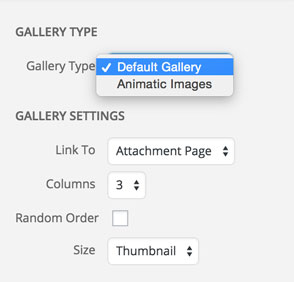 GALLERY TYPE
Gallery Type ✓ Default Gallery
Animatic Images
GALLERY SETTINGS
Link To Attachment Page
Columns 3
Random Order
Size Thumbnail